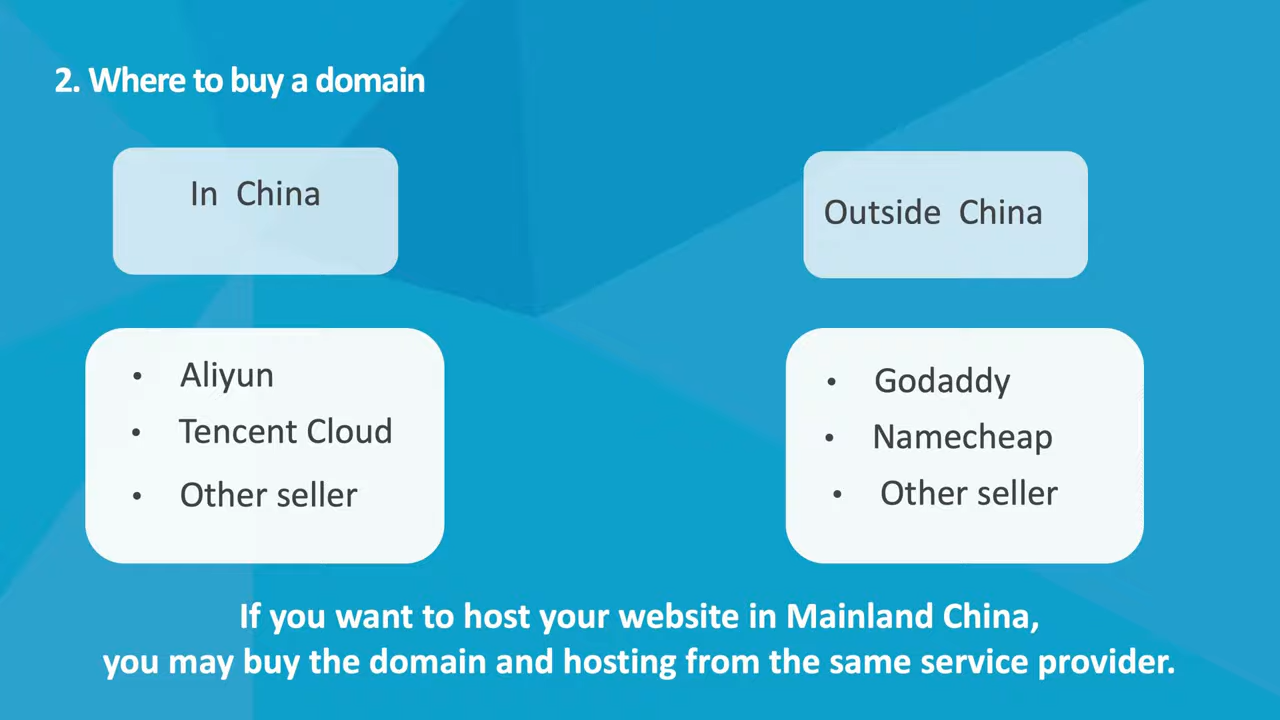 2. Where to buy a domain
In China
Outside China
• Aliyun
• Tencent Cloud
• Other seller
• Godaddy
• Namecheap
• Other seller
If you want to host your website in Mainland China,
you may buy the domain and hosting from the same service provider.